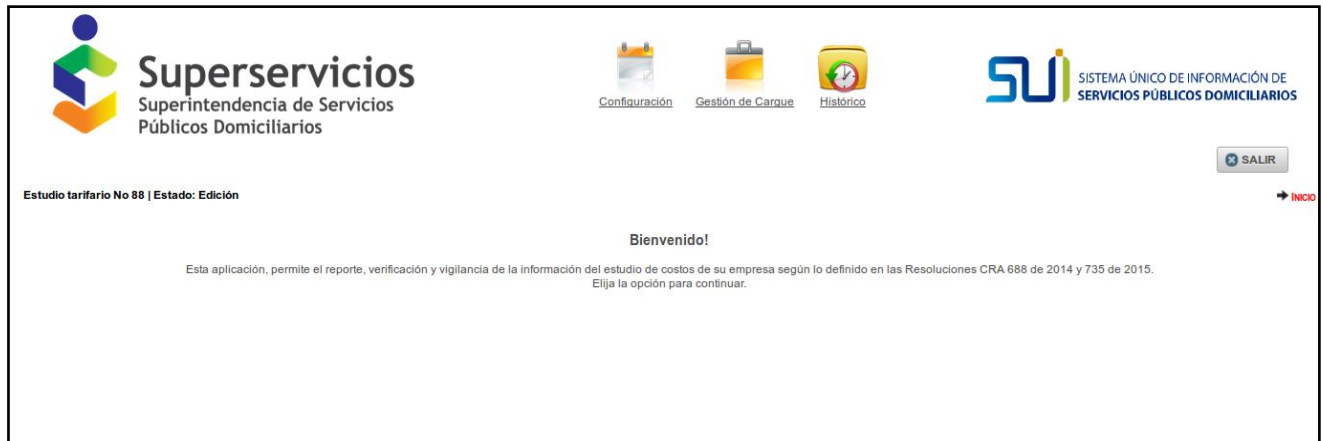 Superservicios
Superintendencia de Servicios
Públicos Domiciliarios
Configuración
Gestión de Cargue
Histórico
sui
SISTEMA ÚNICO DE INFORMACIÓN DE
SERVICIOS PÚBLICOS DOMICILIARIOS
SALIR
Estudio tarifario No 88 | Estado: Edición
INICIO
Bienvenido!
Esta aplicación, permite el reporte, verificación y vigilancia de la información del estudio de costos de su empresa según lo definido en las Resoluciones CRA 688 de 2014 y 735 de 2015.
Elija la opción para continuar.